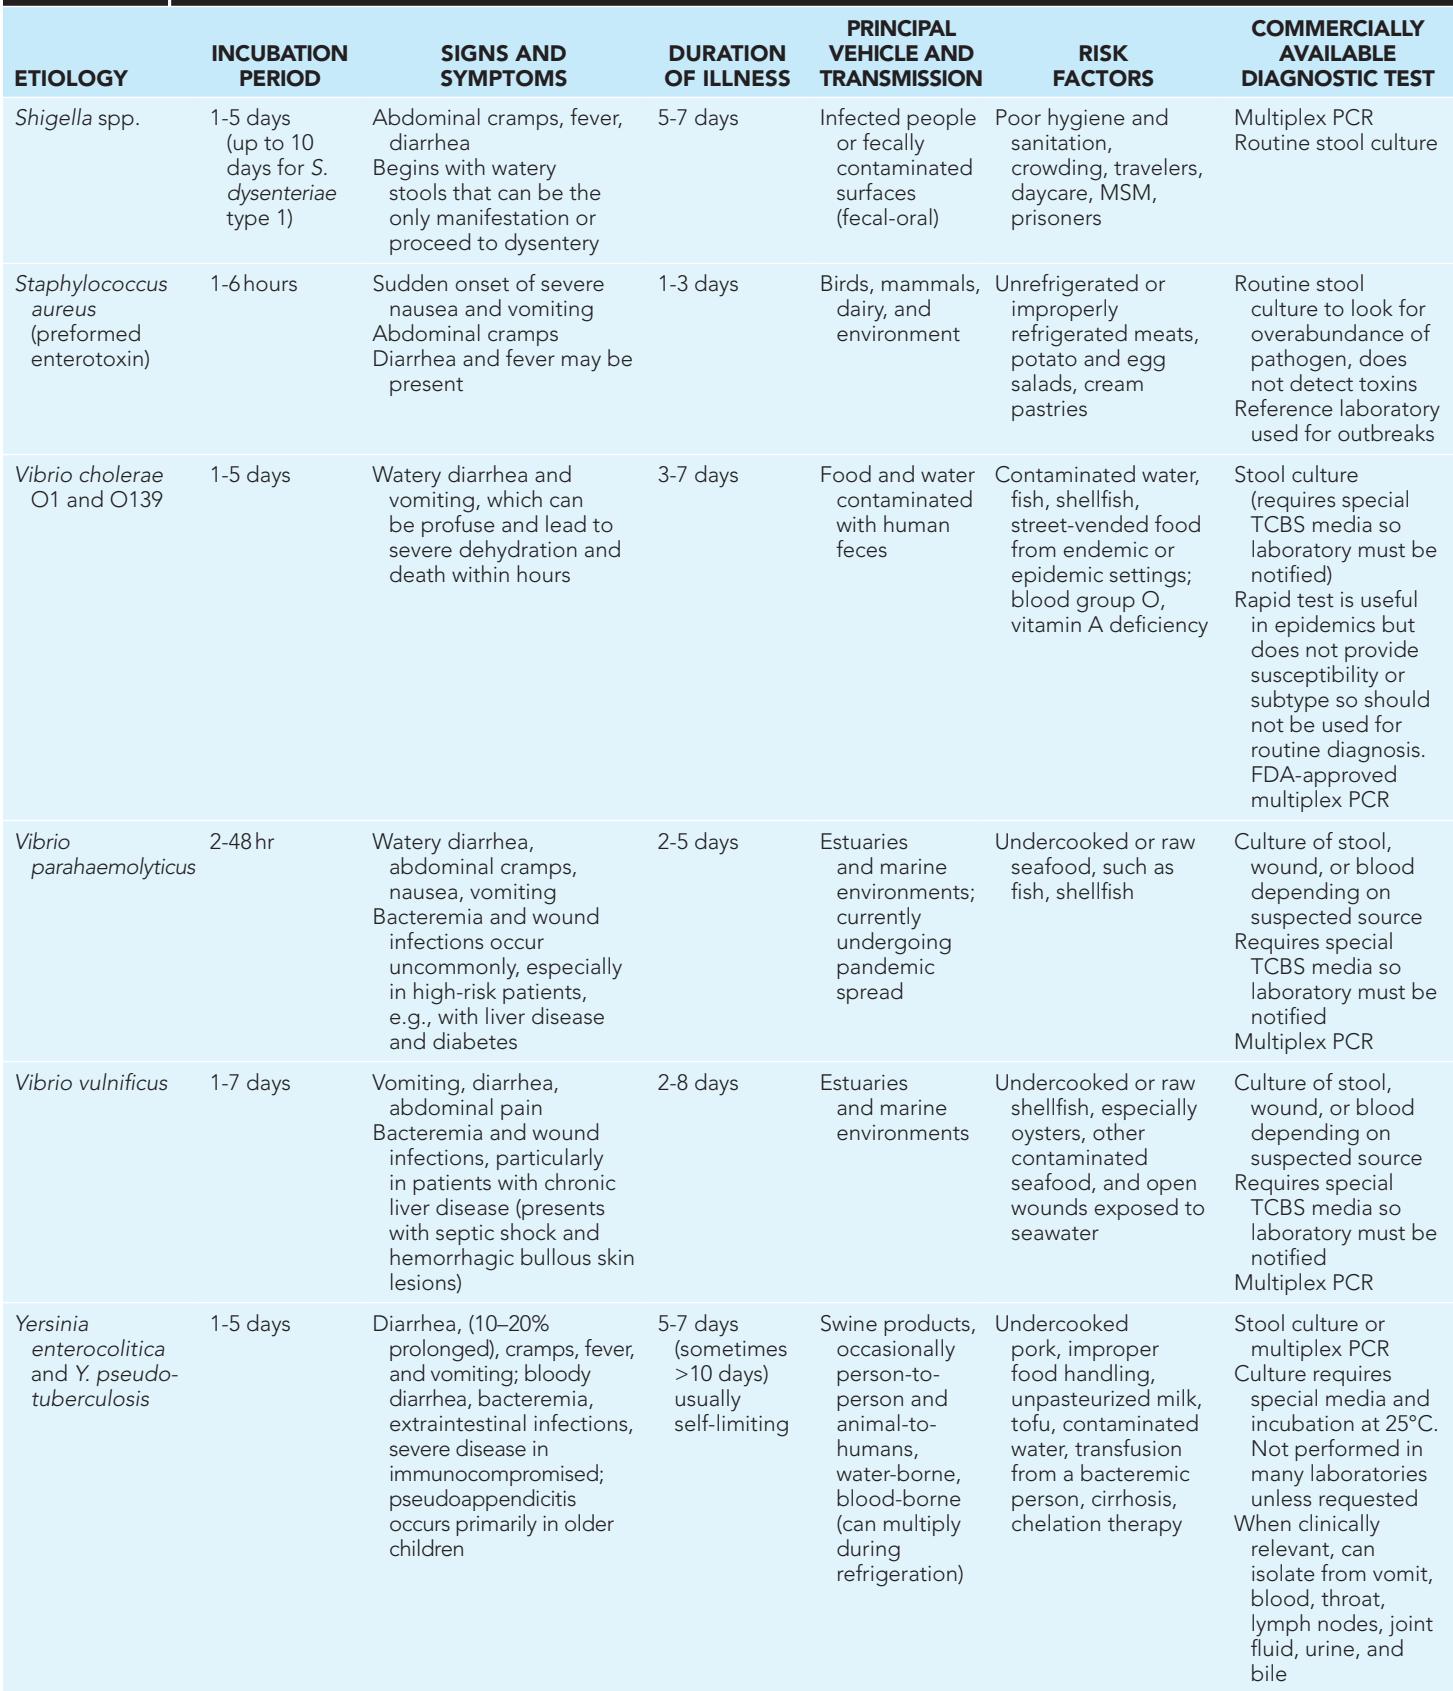 ETIOLOGY
INCUBATION
PERIOD
SIGNS AND
SYMPTOMS
DURATION
OF ILLNESS
PRINCIPAL
VEHICLE AND
TRANSMISSION
RISK
FACTORS
COMMERCIALLY
AVAILABLE
DIAGNOSTIC TEST
Shigella spp.
1-5 days
(up to 10
days for S.
dysenteriae
type 1)
Abdominal cramps, fever,
diarrhea
Begins with watery
stools that can be the
only manifestation or
proceed to dysentery
5-7 days
Infected people
or fecally
contaminated
surfaces
(fecal-oral)
Poor hygiene and
sanitation,
crowding, travelers,
daycare, MSM,
prisoners
Multiplex PCR
Routine stool culture
Staphylococcus
aureus
(preformed
enterotoxin)
1-6 hours
Sudden onset of severe
nausea and vomiting
Abdominal cramps
Diarrhea and fever may be
present
1-3 days
Birds, mammals,
dairy, and
environment
Unrefrigerated or
improperly
refrigerated meats,
potato and egg
salads, cream
pastries
Routine stool
culture to look for
overabundance of
pathogen, does
not detect toxins
Reference laboratory
used for outbreaks
Vibrio cholerae
O1 and O139
1-5 days
Watery diarrhea and
vomiting, which can
be profuse and lead to
severe dehydration and
death within hours
3-7 days
Food and water
contaminated
with human
feces
Contaminated water,
fish, shellfish,
street-vended food
from endemic or
epidemic settings;
blood group O,
vitamin A deficiency
Stool culture
(requires special
TCBS media so
laboratory must be
notified)
Rapid test is useful
in epidemics but
does not provide
susceptibility or
subtype so should
not be used for
routine diagnosis.
FDA-approved
multiplex PCR
Vibrio
parahaemolyticus
2-48 hr
Watery diarrhea,
abdominal cramps,
nausea, vomiting
Bacteremia and wound
infections occur
uncommonly, especially
in high-risk patients,
e.g., with liver disease
and diabetes
2-5 days
Estuaries
and marine
environments;
currently
undergoing
pandemic
spread
Undercooked or raw
seafood, such as
fish, shellfish
Culture of stool,
wound, or blood
depending on
suspected source
Requires special
TCBS media so
laboratory must be
notified
Multiplex PCR
Vibrio vulnificus
1-7 days
Vomiting, diarrhea,
abdominal pain
Bacteremia and wound
infections, particularly
in patients with chronic
liver disease (presents
with septic shock and
hemorrhagic bullous skin
lesions)
2-8 days
Estuaries
and marine
environments
Undercooked or raw
shellfish, especially
oysters, other
contaminated
seafood, and open
wounds exposed to
seawater
Culture of stool,
wound, or blood
depending on
suspected source
Requires special
TCBS media so
laboratory must be
notified
Multiplex PCR
Yersinia
enterocolitica
and Y. pseudo-
tuberculosis
1-5 days
Diarrhea, (10–20%
prolonged), cramps, fever,
and vomiting; bloody
diarrhea, bacteremia,
extraintestinal infections,
severe disease in
immunocompromised;
pseudoappendicitis
occurs primarily in older
children
5-7 days
(sometimes
>10 days)
usually
self-limiting
Swine products,
occasionally
person-to-
person and
animal-to-
humans,
water-borne,
blood-borne
(can multiply
during
refrigeration)
Undercooked
pork, improper
food handling,
unpasteurized milk,
tofu, contaminated
water, transfusion
from a bacteremic
person, cirrhosis,
chelation therapy
Stool culture or
multiplex PCR
Culture requires
special media and
incubation at 25°C.
Not performed in
many laboratories
unless requested
When clinically
relevant, can
isolate from vomit,
blood, throat,
lymph nodes, joint
fluid, urine, and
bile